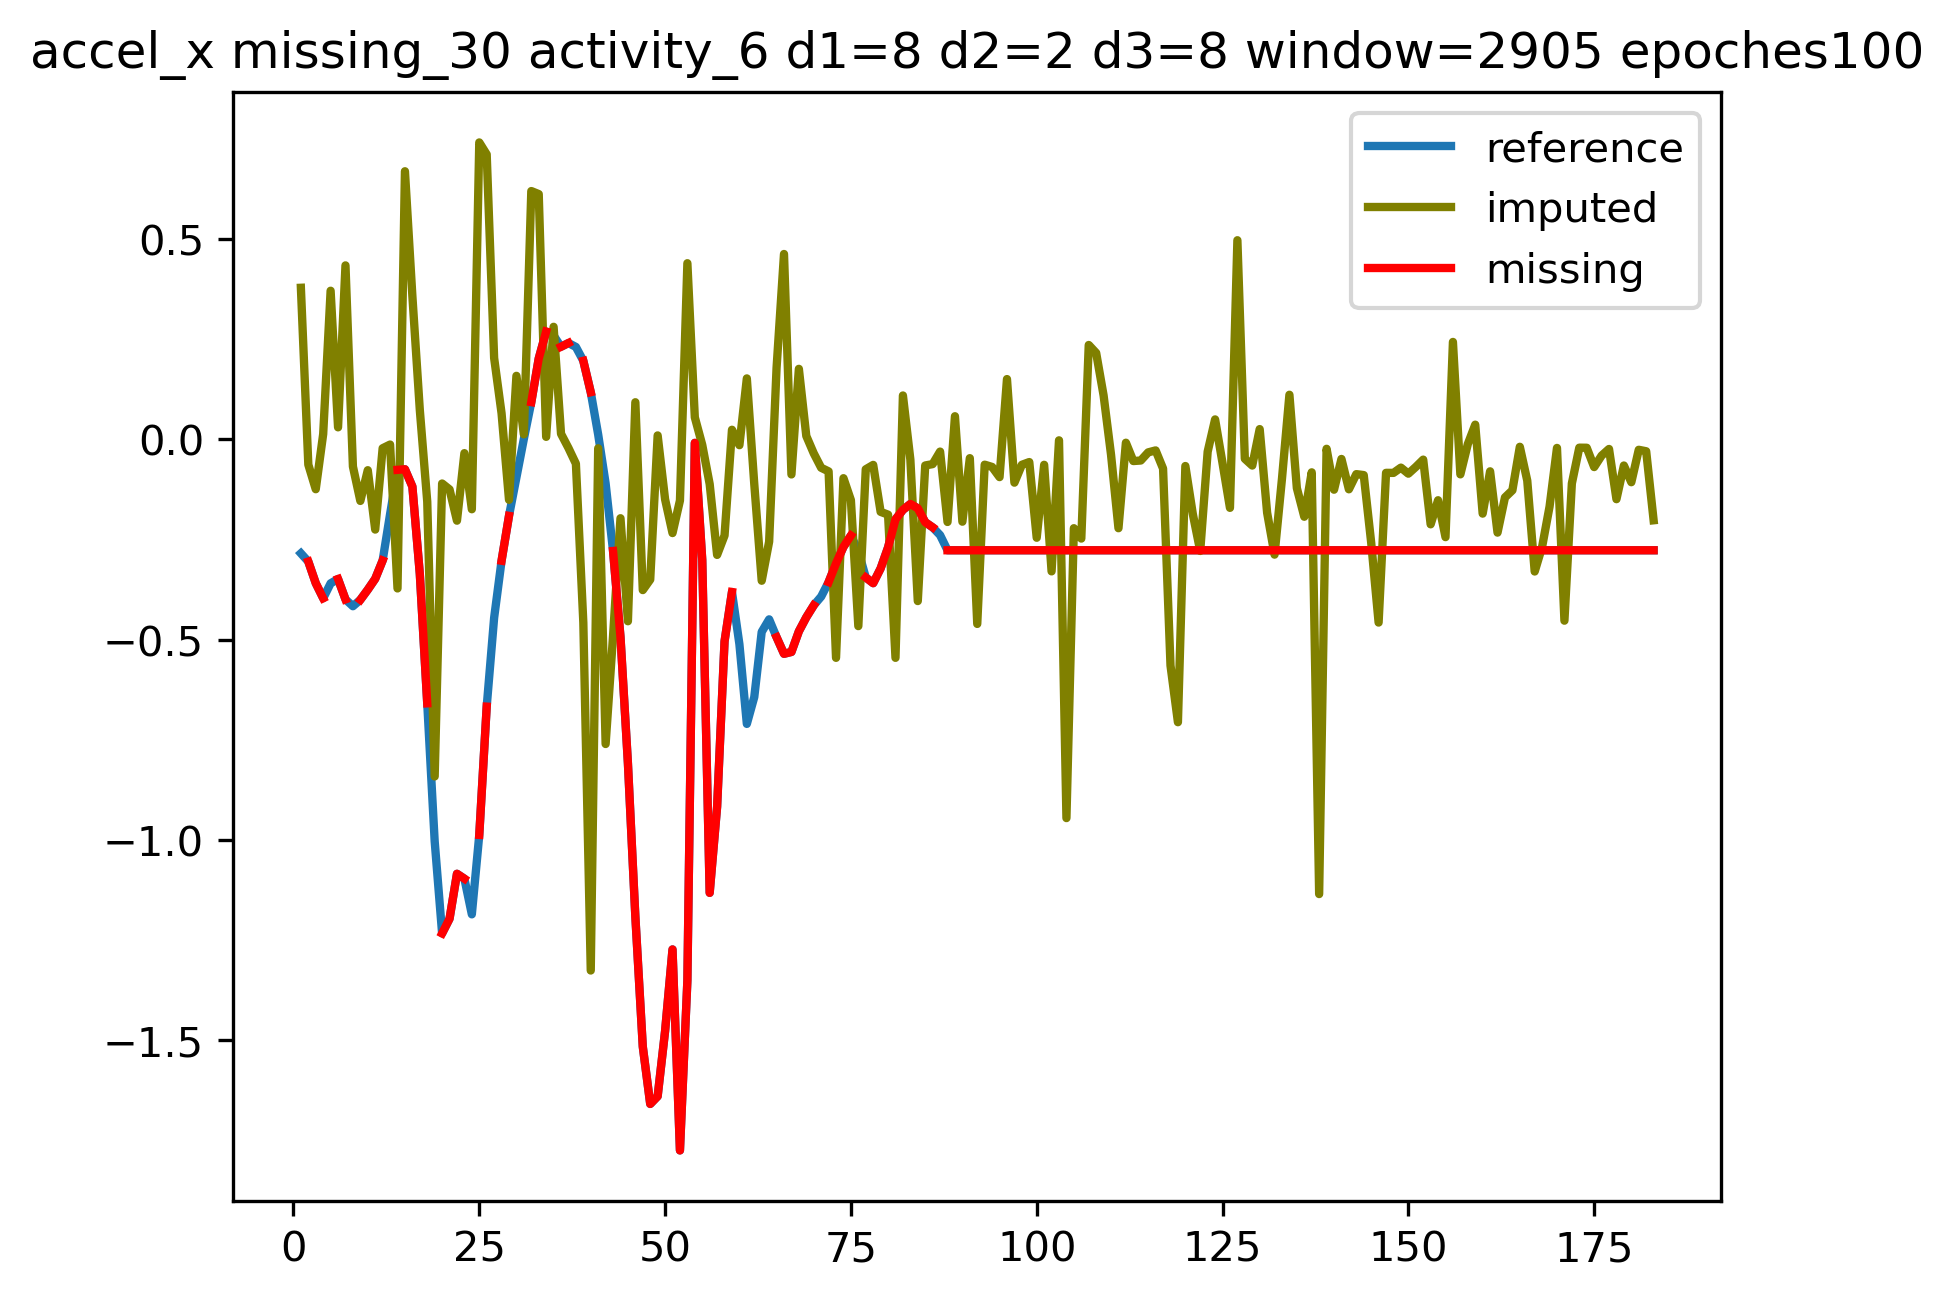 accel_x missing_30 activity_6 d1=8 d2=2 d3=8 window=2905 epoches100
reference
imputed
missing
0.5
0.0
−0.5
−1.0
−1.5
0 25 50 75 100 125 150 175